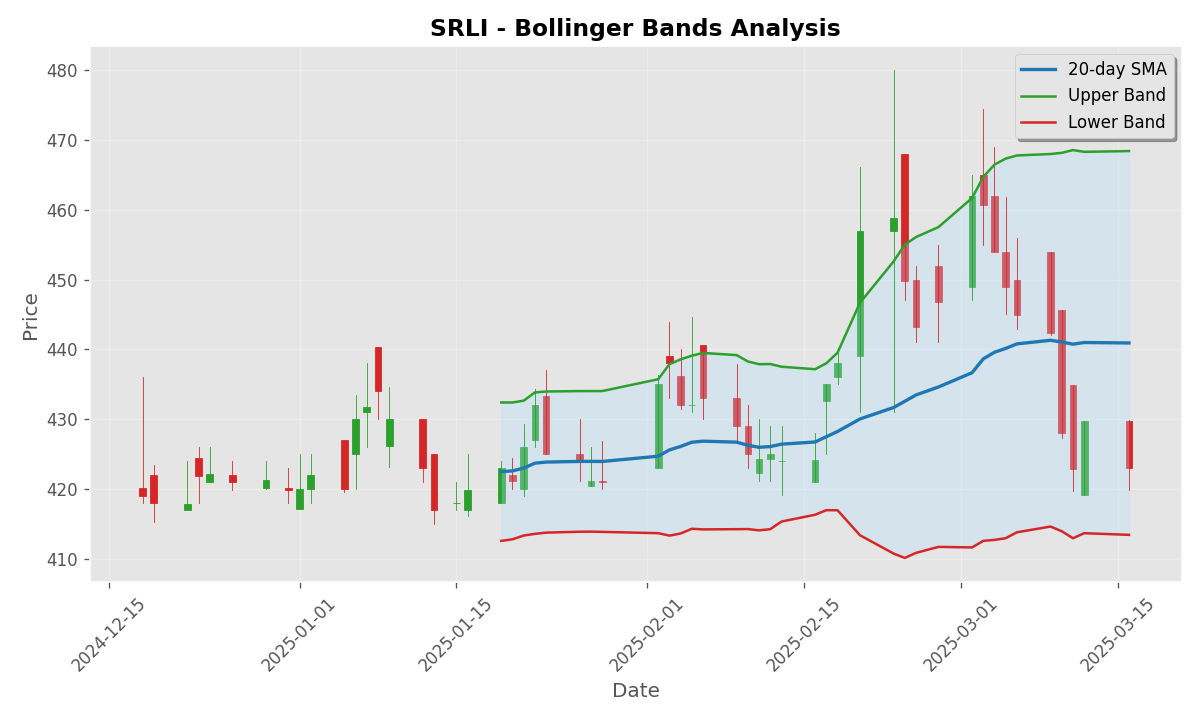 SRLI - Bollinger Bands Analysis
20-day SMA
Upper Band
Lower Band
Price
480
470
460
450
440
430
420
410
2024-12-15
2025-01-01
2025-01-15
2025-02-01
2025-02-15
2025-03-01
2025-03-15
Date